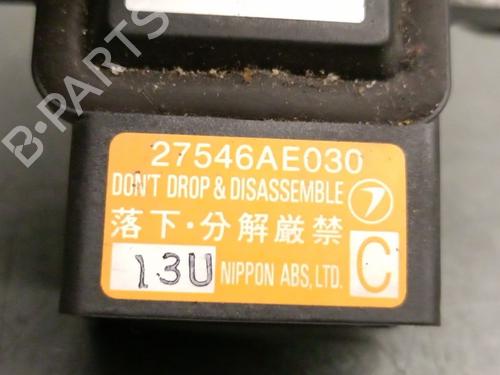 B-PARTS
27546AE030
DON'T DROP & DISASSEMBLE
落下・分解厳禁
13U NIPPON ABS, LTD. C